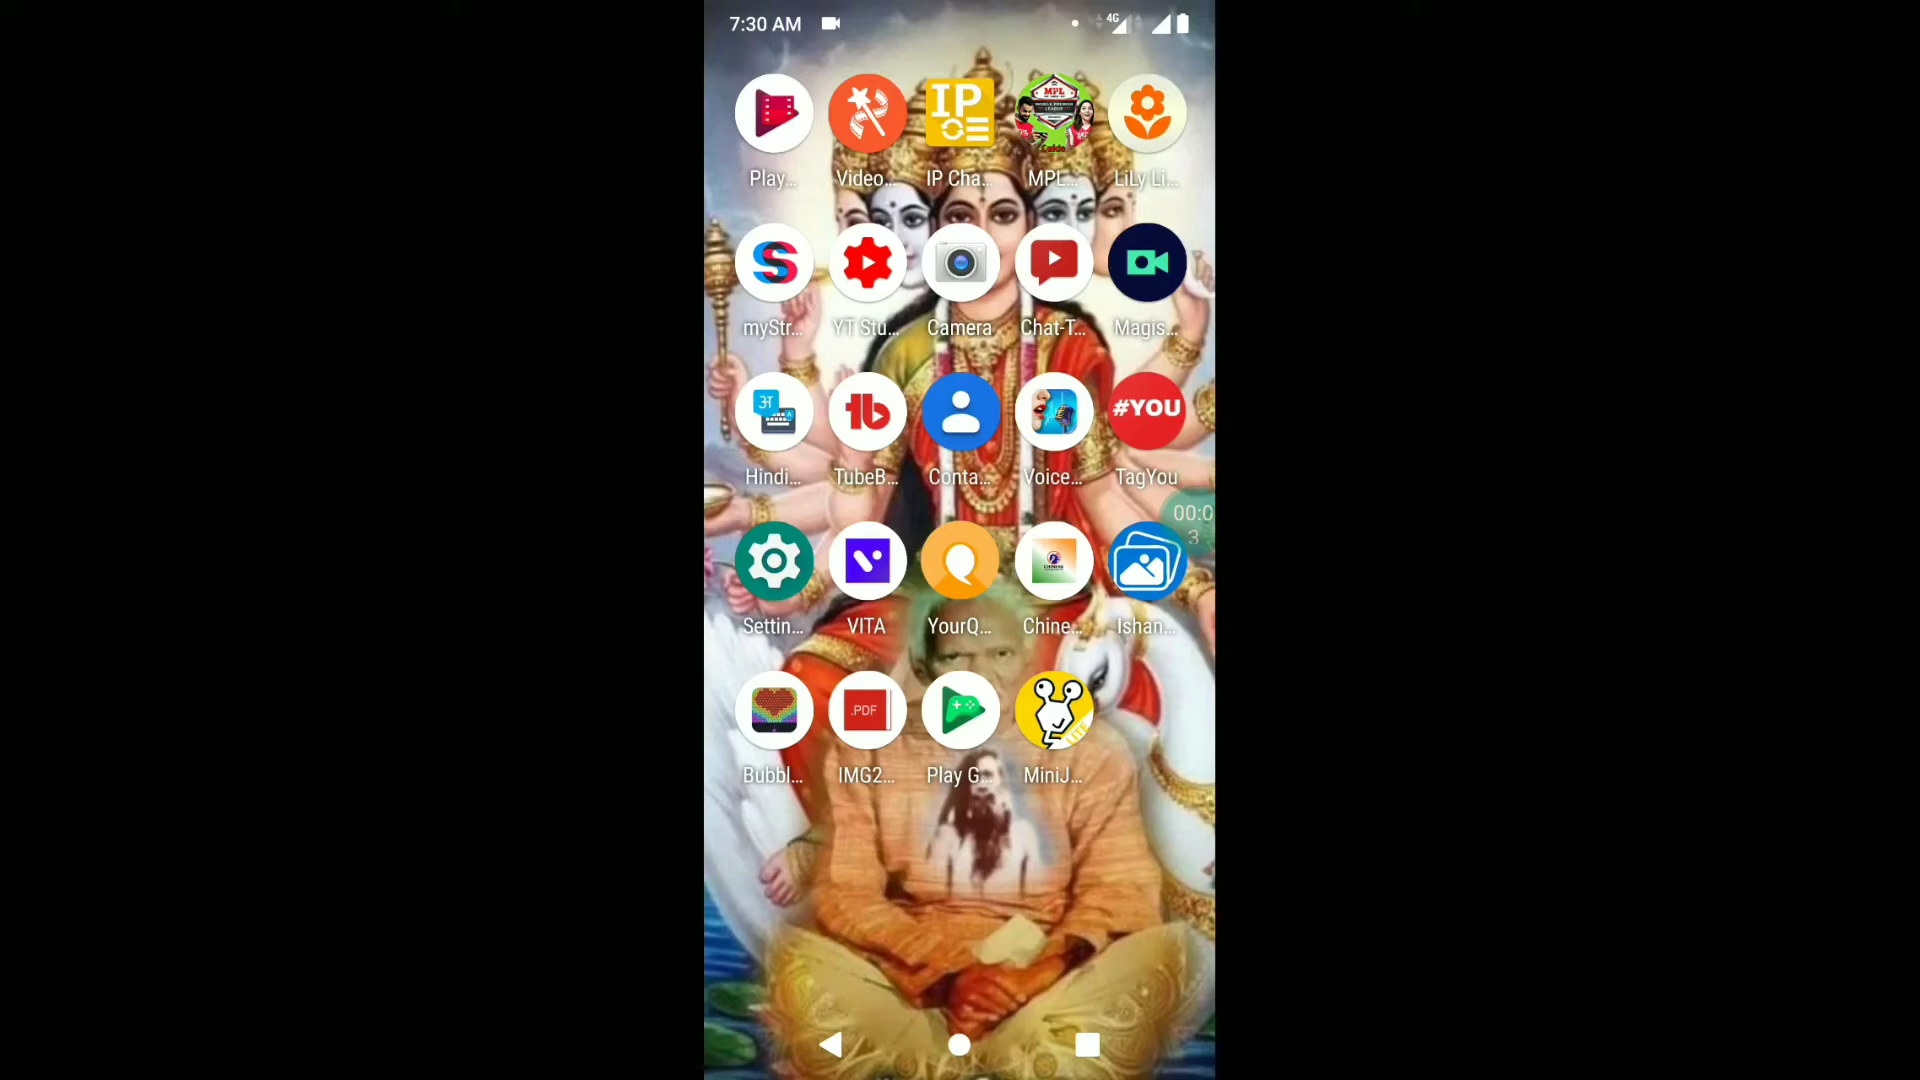 7:30 AM
4G
IP
MPL
Guide
Play...
Video...
IP Cha...
MPL...
LiLy Li...
S
myStr...
YT Stu...
Camera
Chat-T...
Magis...
अ
#YOU
Hindi...
TubeB...
Conta...
Voice...
TagYou
00:0
3
Settin...
VITA
YourQ...
Chine...
Ishan...
.PDF
LITE
Bubbl...
IMG2...
Play G...
MiniJ...